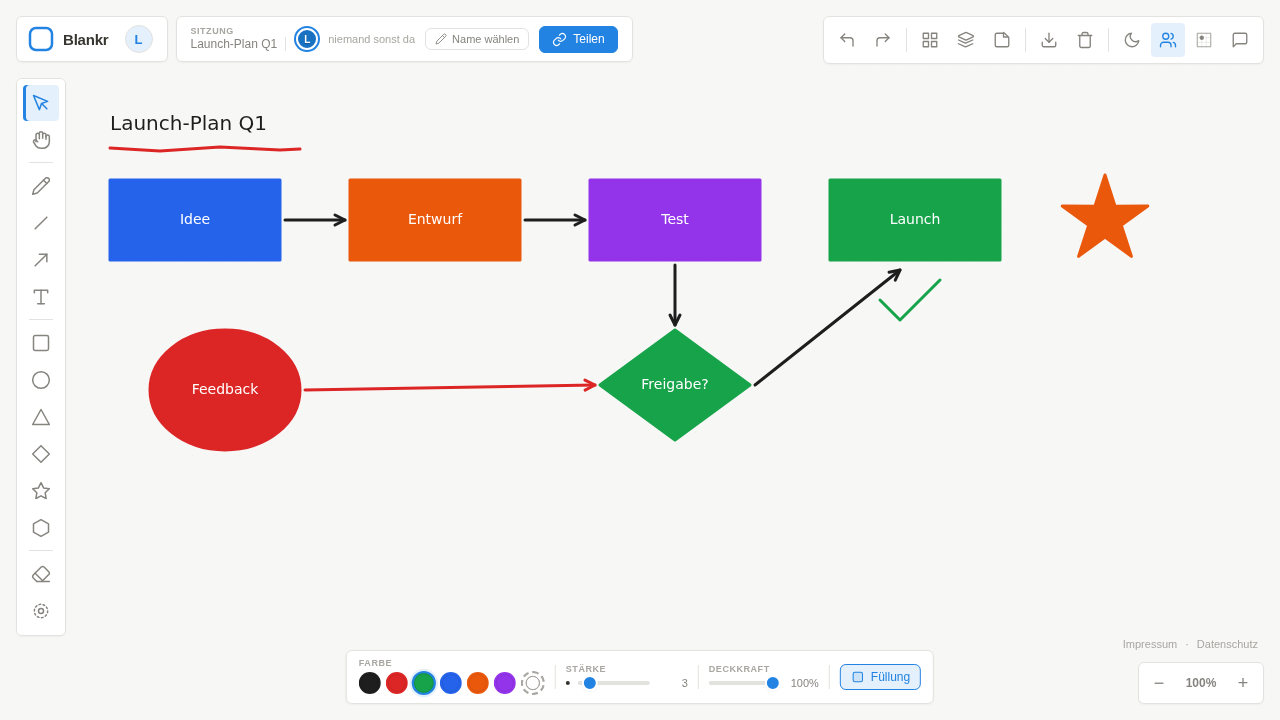 Blankr
L
SITZUNG
Launch-Plan Q1
L
niemand sonst da
Name wählen
Teilen
Launch-Plan Q1
Idee
Entwurf
Test
Launch
Feedback
Freigabe?
Impressum · Datenschutz
FARBE
STÄRKE
3
DECKKRAFT
100%
Füllung
− 100% +